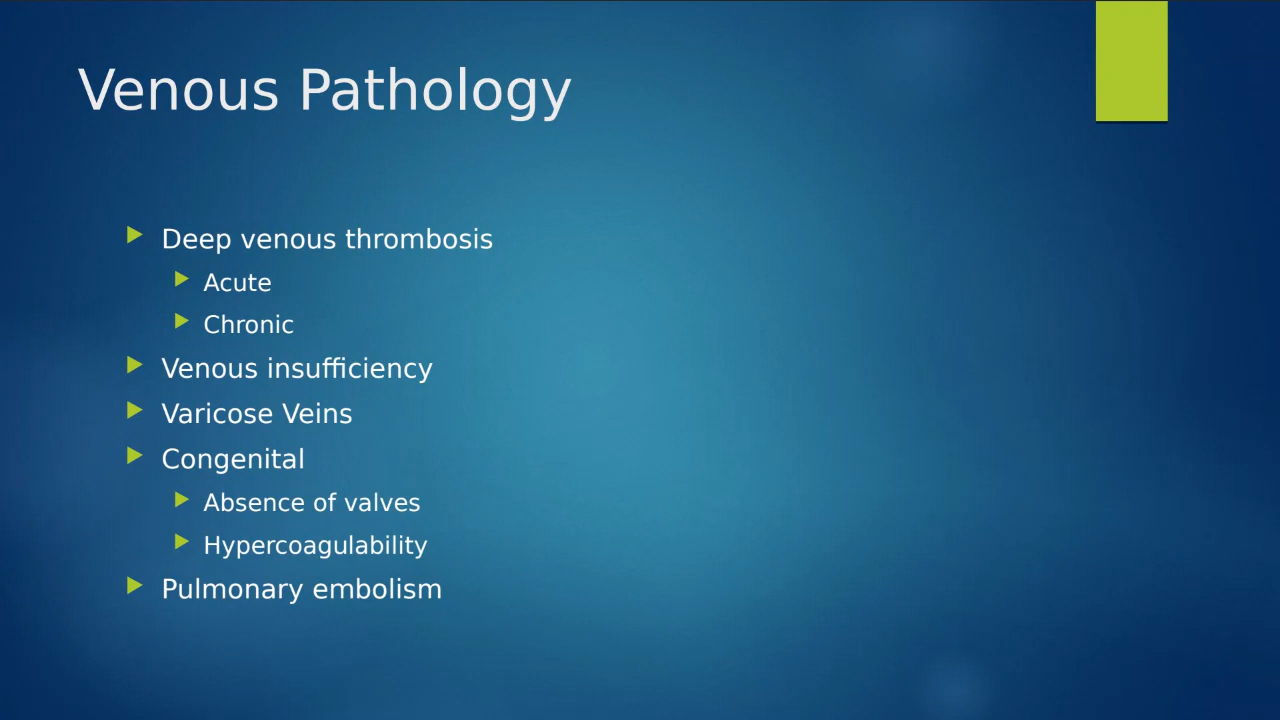 Venous Pathology
Deep venous thrombosis
Acute
Chronic
Venous insufficiency
Varicose Veins
Congenital
Absence of valves
Hypercoagulability
Pulmonary embolism